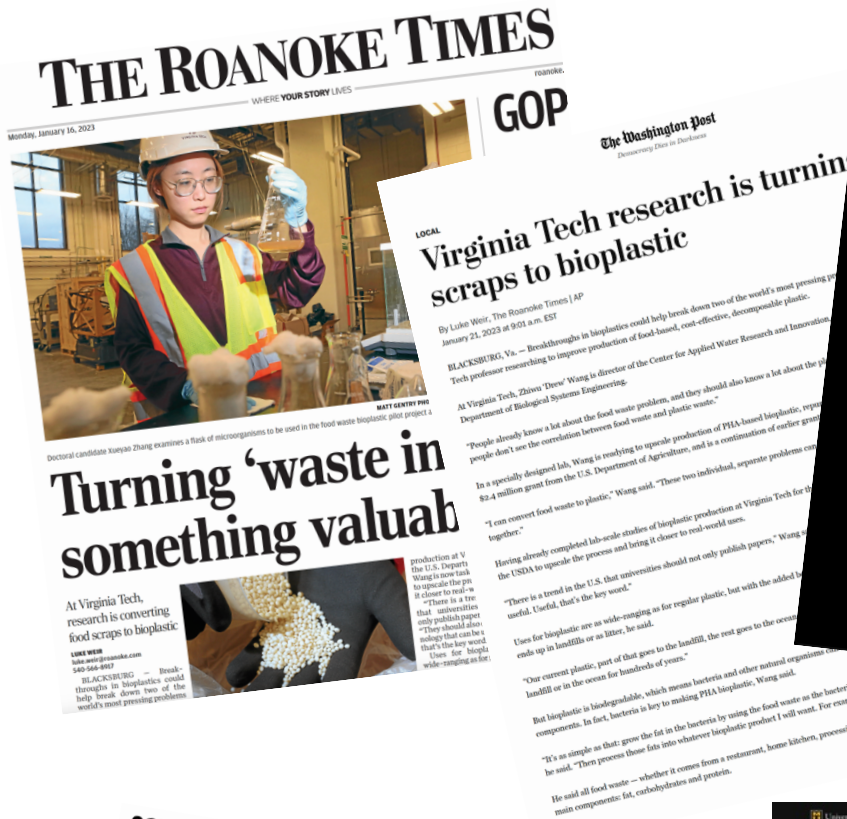 THE ROANOKE TIMES
WHERE YOUR STORY LIVES
roanoke.
Monday, January 16, 2023
GOP
MATT GENTRY PHO
Doctoral candidate Xueyao Zhang examines a flask of microorganisms to be used in the food waste bioplastic pilot project a
Turning ‘waste in
something valuab
At Virginia Tech,
research is converting
food scraps to bioplastic
LUKE WEIR
luke.weir@roanoke.com
540-566-8917
BLACKSBURG — Break-
throughs in bioplastics could
help break down two of the
world's most pressing problems
production at V
the U.S. Departi
Wang is now task
to upscale the pr
it closer to real-w
“There is a tre
that universities
only publish paper
“They should also
nology that can be u
that's the key word
Uses for biopla
wide-ranging as for
The Washington Post
Democracy Dies in Darkness
LOCAL
Virginia Tech research is turnin
scraps to bioplastic
By Luke Weir, The Roanoke Times | AP
January 21, 2023 at 9:01 a.m. EST
BLACKSBURG, Va. — Breakthroughs in bioplastics could help break down two of the world's most pressing pr
Tech professor researching to improve production of food-based, cost-effective, decomposable plastic.
At Virginia Tech, Zhiwu ‘Drew’ Wang is director of the Center for Applied Water Research and Innovation,
Department of Biological Systems Engineering.
“People already know a lot about the food waste problem, and they should also know a lot about the pl
people don't see the correlation between food waste and plastic waste.”
In a specially designed lab, Wang is readying to upscale production of PHA-based bioplastic, repu
$2.4 million grant from the U.S. Department of Agriculture, and is a continuation of earlier grant
“I can convert food waste to plastic,” Wang said. “These two individual, separate problems can
together.”
Having already completed lab-scale studies of bioplastic production at Virginia Tech for th
the USDA to upscale the process and bring it closer to real-world uses.
“There is a trend in the U.S. that universities should not only publish papers,” Wang s
useful. Useful, that's the key word.”
Uses for bioplastic are as wide-ranging as for regular plastic, but with the added b
ends up in landfills or as litter, he said.
“Our current plastic, part of that goes to the landfill, the rest goes to the ocean
landfill or in the ocean for hundreds of years.”
But bioplastic is biodegradable, which means bacteria and other natural organisms
components. In fact, bacteria is key to making PHA bioplastic, Wang said.
“It's as simple as that: grow the fat in the bacteria by using the food waste as the bacter
he said. “Then process those fats into whatever bioplastic product I will want. For exa
He said all food waste — whether it comes from a restaurant, home kitchen, process
main components: fat, carbohydrates and protein.